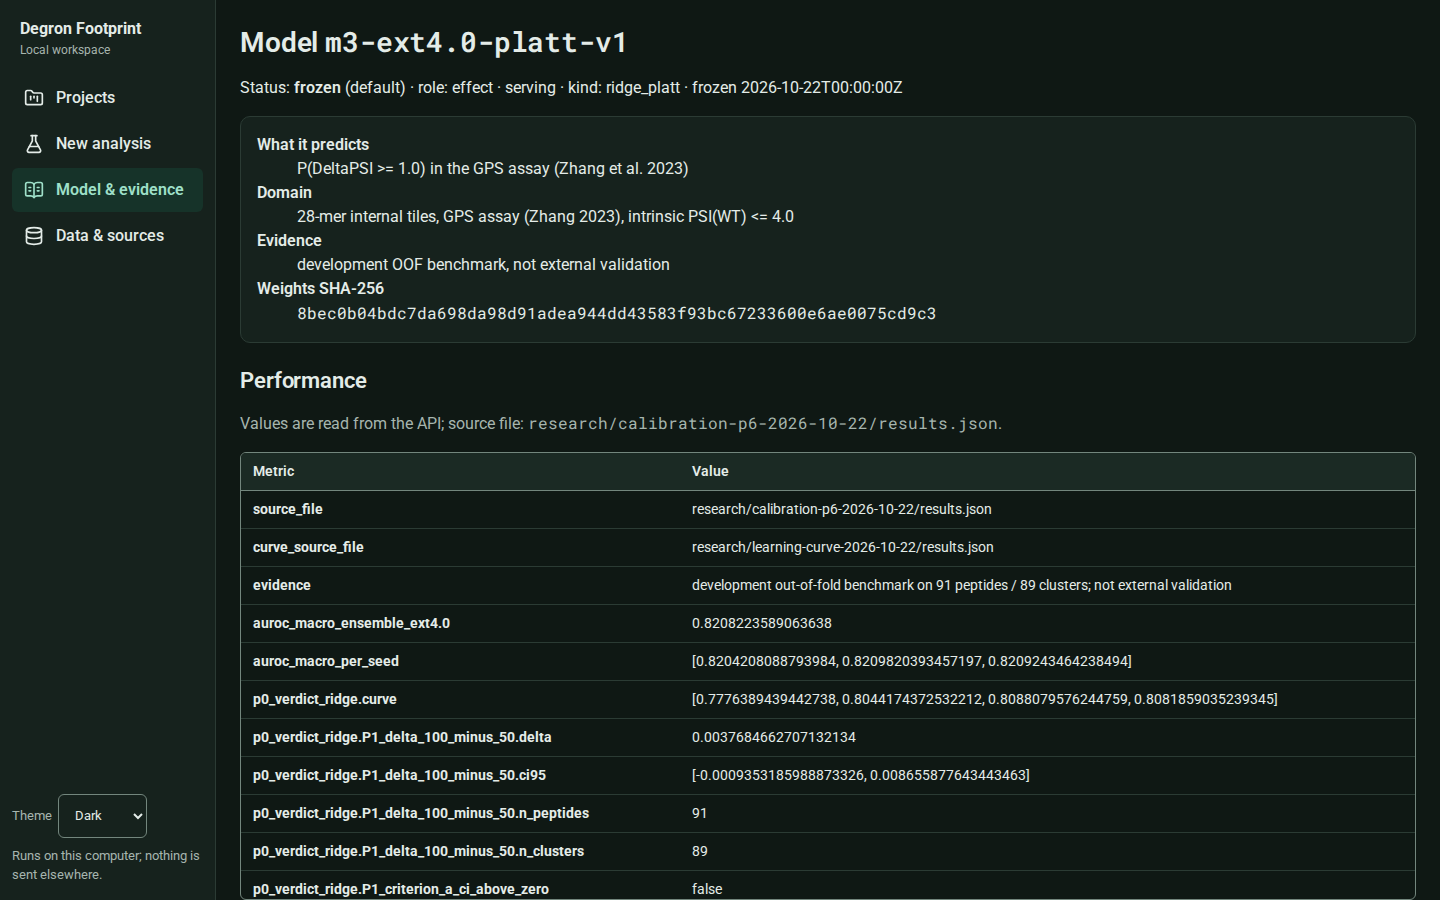 Degron Footprint
Local workspace
Projects
New analysis
Model & evidence
Data & sources
Theme
Dark
Runs on this computer; nothing is
sent elsewhere.
Model m3-ext4.0-platt-v1
Status: frozen (default) · role: effect · serving · kind: ridge_platt · frozen 2026-10-22T00:00:00Z
What it predicts
P(DeltaPSI >= 1.0) in the GPS assay (Zhang et al. 2023)
Domain
28-mer internal tiles, GPS assay (Zhang 2023), intrinsic PSI(WT) <= 4.0
Evidence
development OOF benchmark, not external validation
Weights SHA-256
8bec0b04bdc7da698da98d91adea944dd43583f93bc67233600e6ae0075cd9c3
Performance
Values are read from the API; source file: research/calibration-p6-2026-10-22/results.json.
Metric Value
source_file research/calibration-p6-2026-10-22/results.json
curve_source_file research/learning-curve-2026-10-22/results.json
evidence development out-of-fold benchmark on 91 peptides / 89 clusters; not external validation
auroc_macro_ensemble_ext4.0 0.8208223589063638
auroc_macro_per_seed [0.8204208088793984, 0.8209820393457197, 0.8209243464238494]
p0_verdict_ridge.curve [0.7776389439442738, 0.8044174372532212, 0.8088079576244759, 0.8081859035239345]
p0_verdict_ridge.P1_delta_100_minus_50.delta 0.0037684662707132134
p0_verdict_ridge.P1_delta_100_minus_50.ci95 [-0.0009353185988873326, 0.008655877643443463]
p0_verdict_ridge.P1_delta_100_minus_50.n_peptides 91
p0_verdict_ridge.P1_delta_100_minus_50.n_clusters 89
p0_verdict_ridge.P1_criterion_a_ci_above_zero false